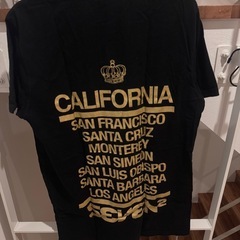 CALIFORNIA
SAN FRANCISCO
SANTA CRUZ
MONTEREY
SAN SIMEON
SAN LUIS OBISPO
SANTA BARBARA
LOS ANGELES